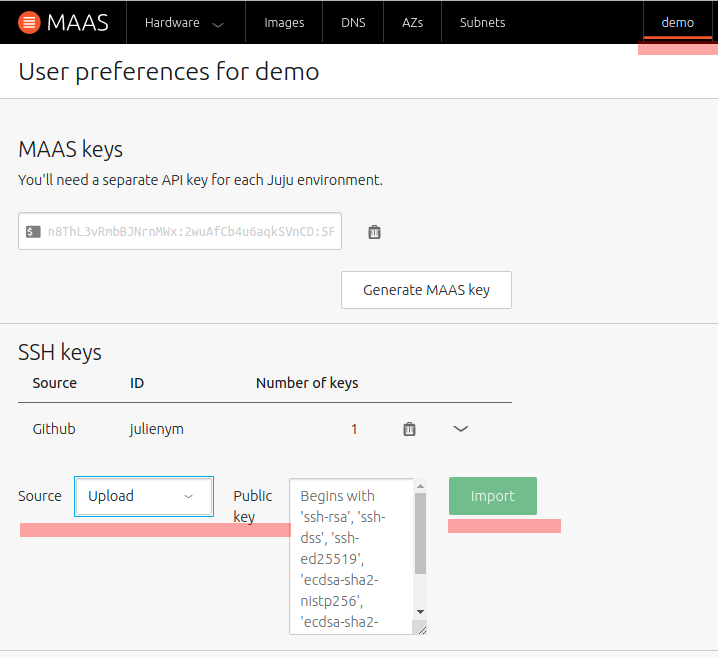 MAAS Hardware Images DNS AZs Subnets demo
User preferences for demo
MAAS keys
You'll need a separate API key for each Juju environment.
$_ n8ThL3vRmbBJNrnMWx:2wuAfCb4u6aqkSVnCD:5F
Generate MAAS key
SSH keys
Source ID Number of keys
Github julienym 1
Source Upload Public key
Begins with
'ssh-rsa', 'ssh-
dss', 'ssh-
ed25519',
'ecdsa-sha2-
nistp256',
'ecdsa-sha2-
Import